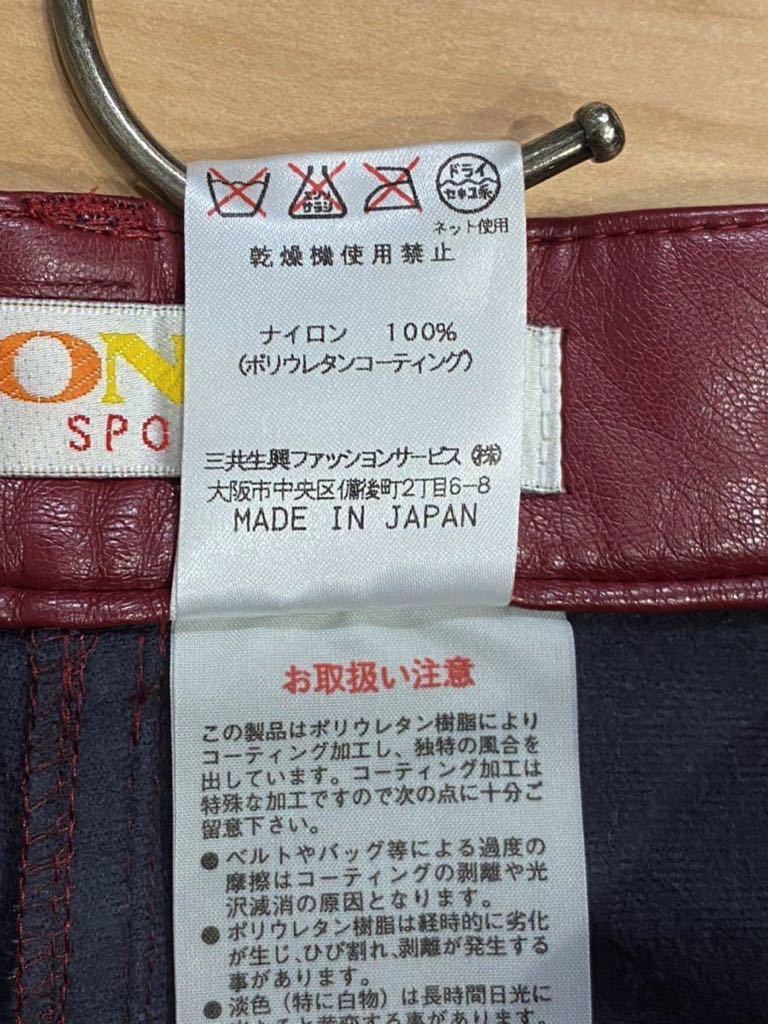 エンソ
サラシ
ドライ
セキユ系
ネット使用
乾燥機使用禁止
ナイロン 100%
(ポリウレタンコーティング)
ON
SPO
三共生興ファッションサービス ㈱
大阪市中央区備後町2丁目6-8
MADE IN JAPAN
お取扱い注意
この製品はポリウレタン樹脂により
コーティング加工し、独特の風合を
出しています。コーティング加工は
特殊な加工ですので次の点に十分ご
留意下さい。
●ベルトやバッグ等による過度の
摩擦はコーティングの剥離や光
沢減消の原因となります。
●ポリウレタン樹脂は経時的に劣化
が生じ、ひび割れ、剥離が発生する
事があります。
●淡色(特に白物)は長時間日光に